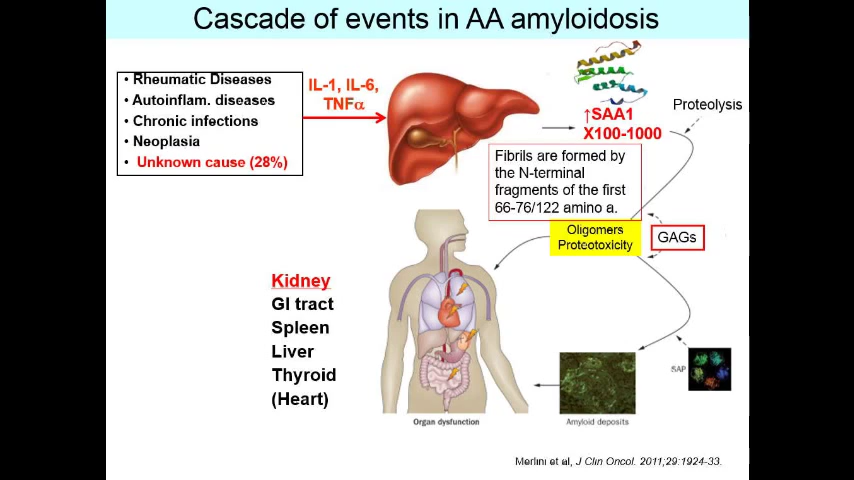 Cascade of events in AA amyloidosis
• Rheumatic Diseases
• Autoinflam. diseases
• Chronic infections
• Neoplasia
• Unknown cause (28%)
IL-1, IL-6,
TNFα
↑SAA1
X100-1000
Proteolysis
Fibrils are formed by
the N-terminal
fragments of the first
66-76/122 amino a.
Oligomers
Proteotoxicity
GAGs
Kidney
GI tract
Spleen
Liver
Thyroid
(Heart)
SAP
Organ dysfunction
Amyloid deposits
Merlini et al, J Clin Oncol. 2011;29:1924-33.